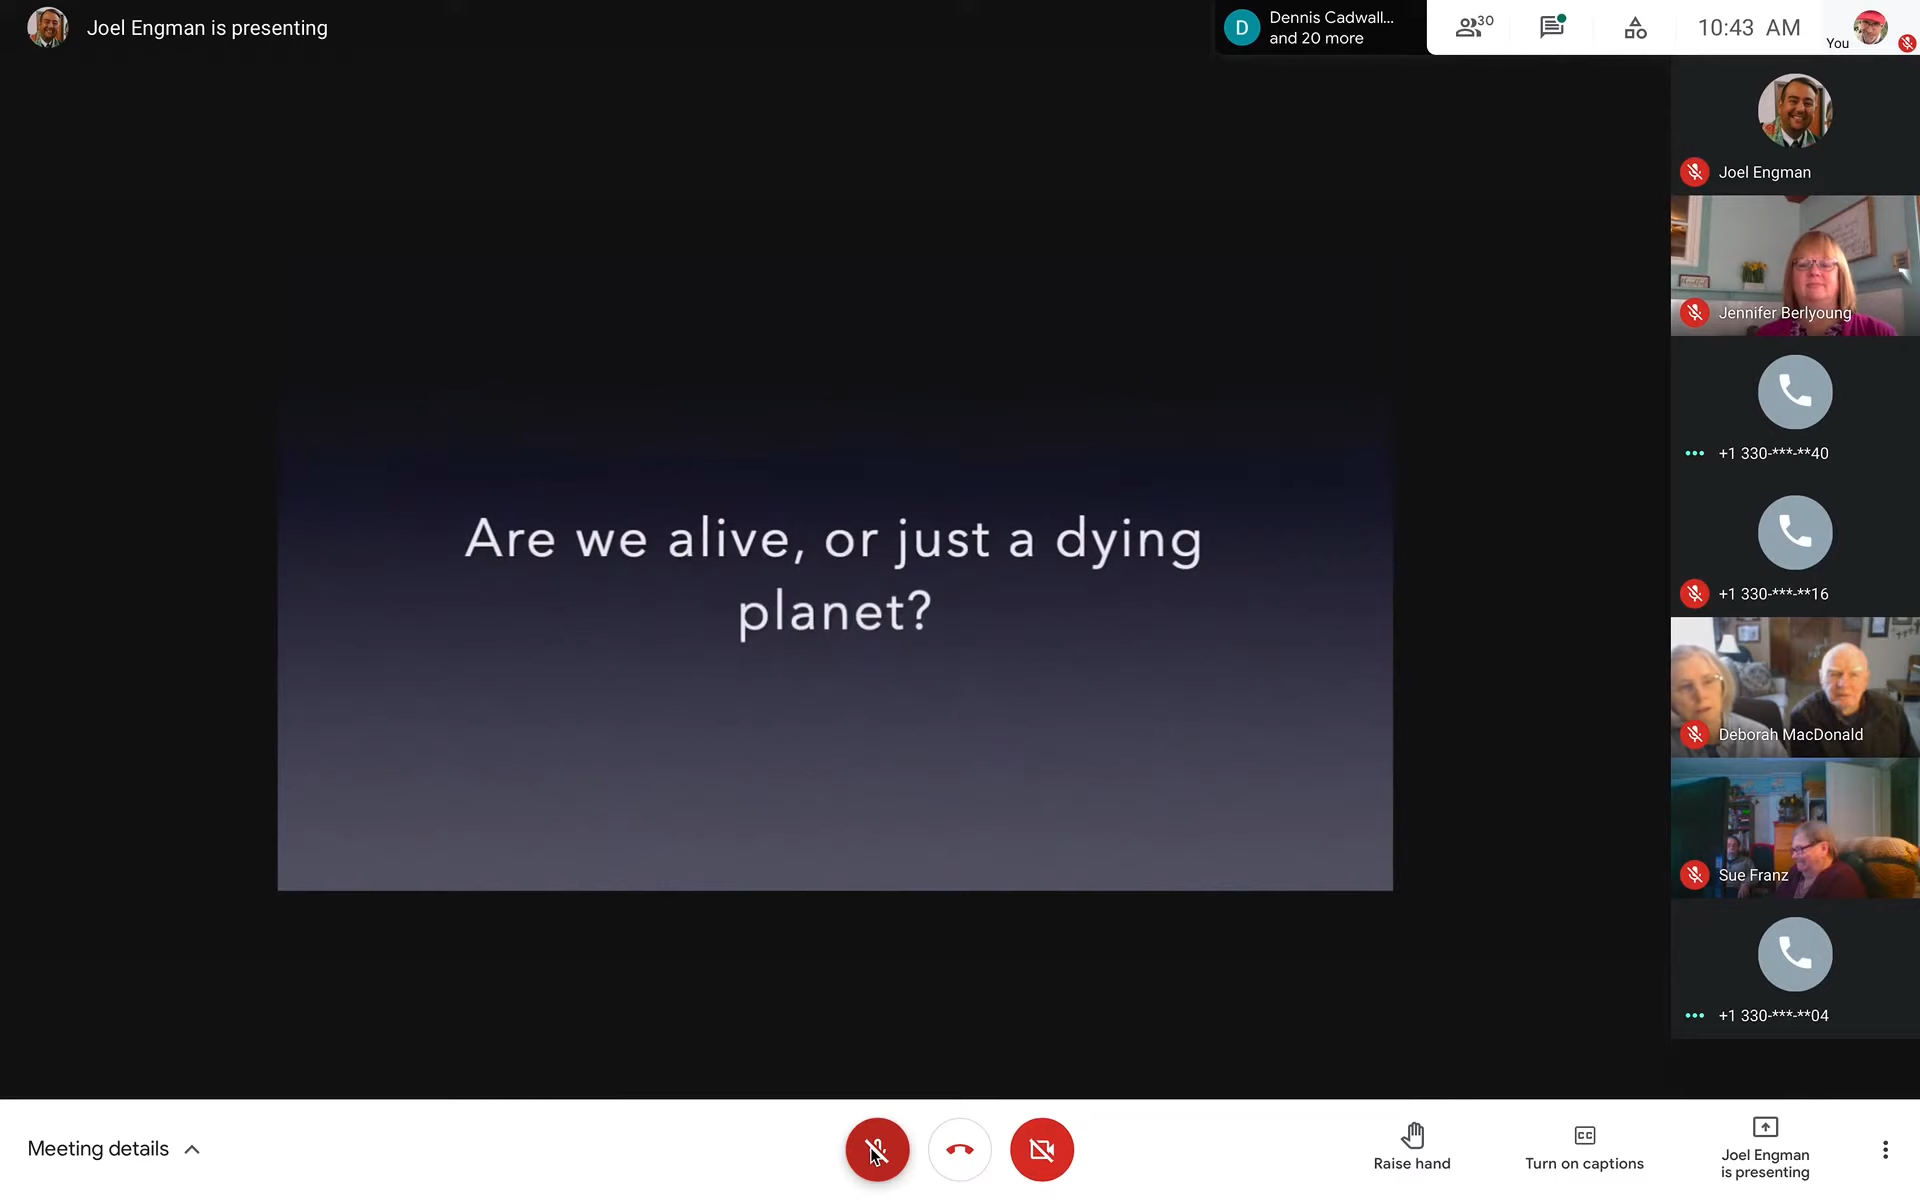 Joel Engman is presenting
D
Dennis Cadwall...
and 20 more
30
10:43 AM
You
Joel Engman
Jennifer Berlyoung
+1 330-***-**40
+1 330-***-**16
Deborah MacDonald
Sue Franz
+1 330-***-**04
Are we alive, or just a dying
planet?
Meeting details
Raise hand
CC
Turn on captions
Joel Engman
is presenting